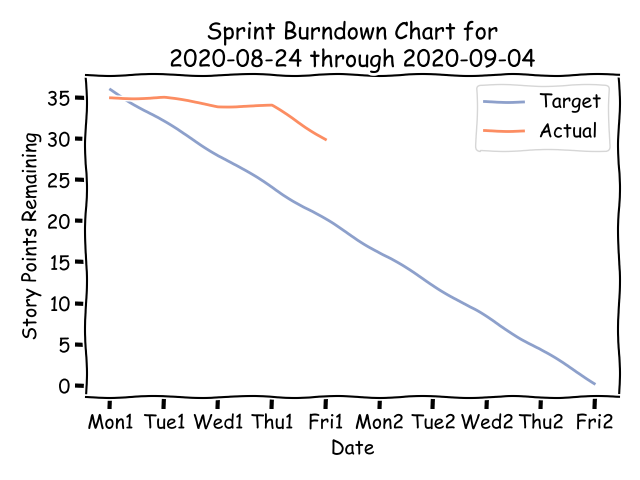 Sprint Burndown Chart for
2020-08-24 through 2020-09-04
Story Points Remaining
35
30
25
20
15
10
5
0
Target
Actual
Mon1 Tue1 Wed1 Thu1 Fri1 Mon2 Tue2 Wed2 Thu2 Fri2
Date